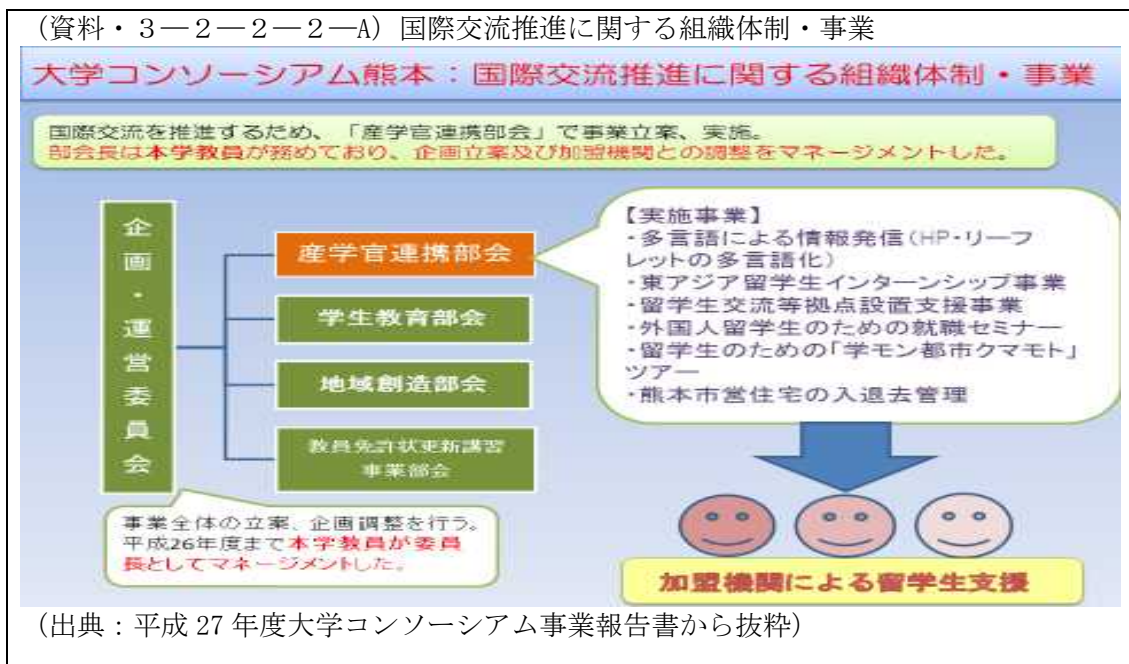 (資料・3―2―2―2―A)国際交流推進に関する組織体制・事業
大学コンソーシアム熊本:国際交流推進に関する組織体制・事業
国際交流を推進するため、「産学官連携部会」で事業立案、実施。
部会長は本学教員が務めており、企画立案及び加盟機関との調整をマネージメントした。
企画・運営委員会
産学官連携部会
学生教育部会
地域創造部会
教員免許状更新講習
事業部会
【実施事業】
・多言語による情報発信(HP・リーフ
レットの多言語化)
・東アジア留学生インターンシップ事業
・留学生交流等拠点設置支援事業
・外国人留学生のための就職セミナー
・留学生のための「学モン都市クマモト」
ツアー
・熊本市営住宅の入退去管理
事業全体の立案、企画調整を行う。
平成26年度まで本学教員が委員
長としてマネージメントした。
加盟機関による留学生支援
(出典:平成 27 年度大学コンソーシアム事業報告書から抜粋)